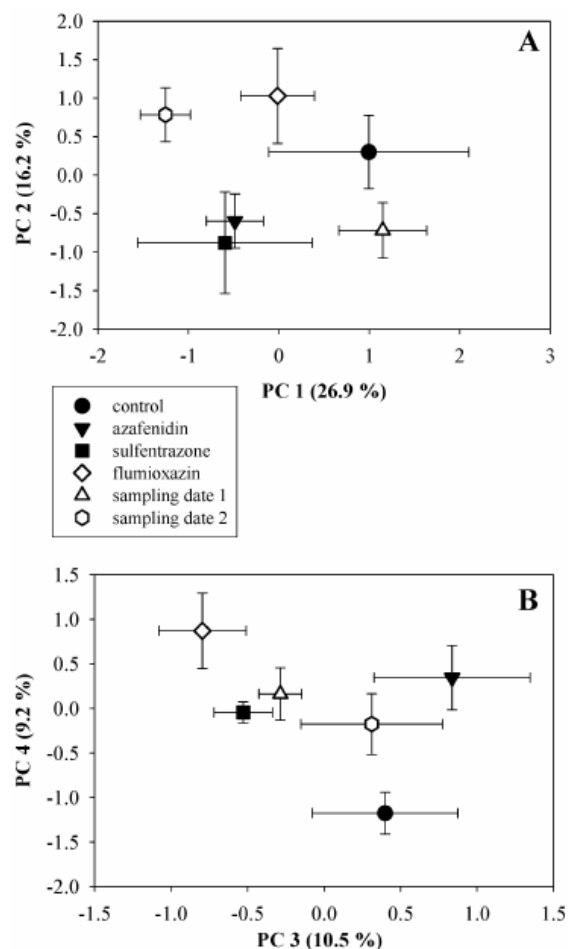 A
2.0
1.5
1.0
0.5
0.0
-0.5
-1.0
-1.5
-2.0
PC 2 (16.2 %)
-2 -1 0 1 2 3
PC 1 (26.9 %)
control
azafenidin
sulfentrazone
flumioxazin
sampling date 1
sampling date 2
B
1.5
1.0
0.5
0.0
-0.5
-1.0
-1.5
-2.0
PC 4 (9.2 %)
-1.5 -1.0 -0.5 0.0 0.5 1.0 1.5
PC 3 (10.5 %)